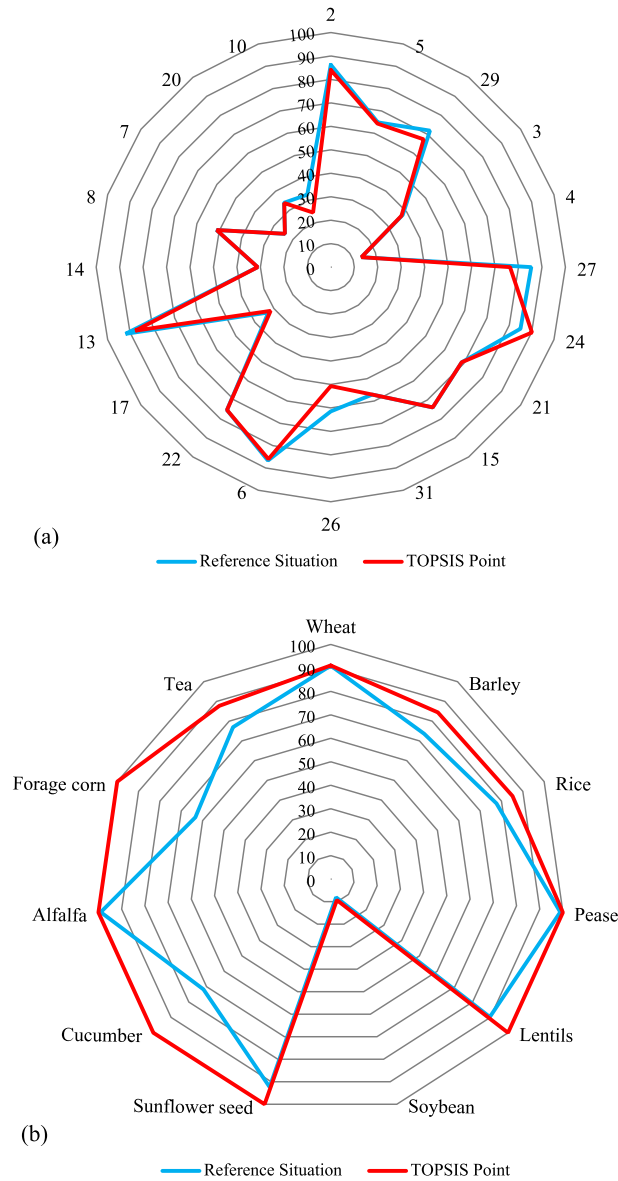 2
5
29
3
4
27
24
21
15
31
26
6
22
17
13
14
8
7
20
10
100
90
80
70
60
50
40
30
20
10
0
(a)
Reference Situation TOPSIS Point
Wheat
Barley
Rice
Pease
Lentils
Soybean
Sunflower seed
Cucumber
Alfalfa
Forage corn
Tea
100
90
80
70
60
50
40
30
20
10
0
(b)
Reference Situation TOPSIS Point